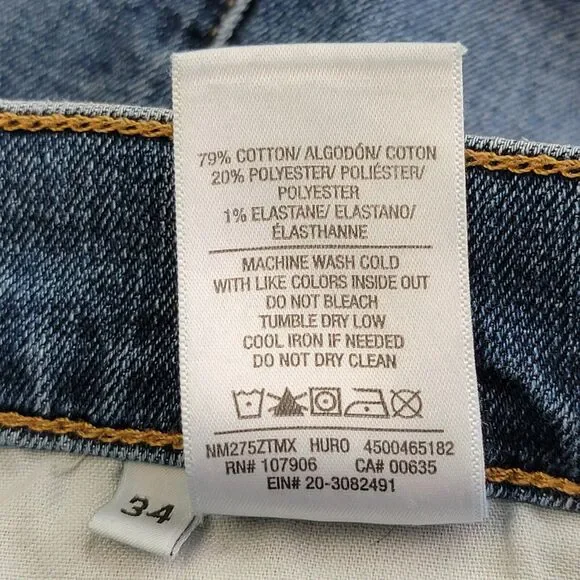 79% COTTON/ ALGODÓN/ COTON
20% POLYESTER/ POLIÉSTER/
POLYESTER
1% ELASTANE/ ELASTANO/
ÉLASTHANNE
MACHINE WASH COLD
WITH LIKE COLORS INSIDE OUT
DO NOT BLEACH
TUMBLE DRY LOW
COOL IRON IF NEEDED
DO NOT DRY CLEAN
NM275ZTMX HURO 4500465182
RN# 107906 CA# 00635
EIN# 20-3082491
34